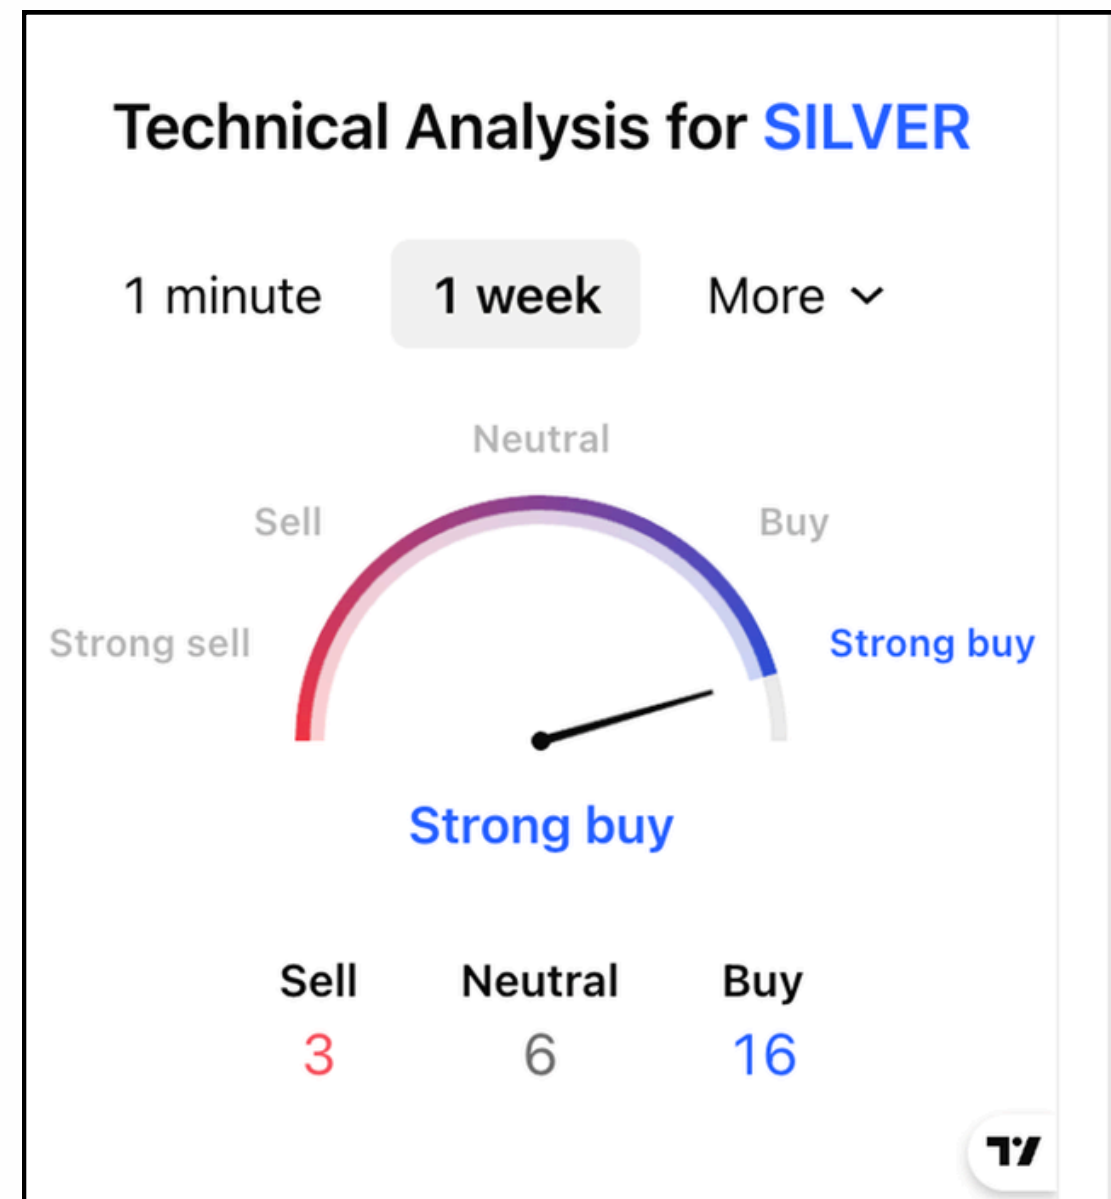 Technical Analysis for SILVER
1 minute 1 week More
Neutral
Sell Buy
Strong sell Strong buy
Strong buy
Sell Neutral Buy
3 6 16